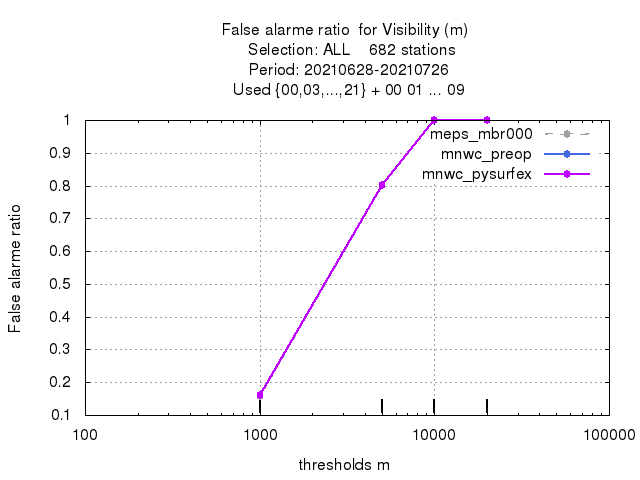 False alarme ratio  for Visibility (m)
Selection: ALL    682 stations
Period: 20210628-20210726
Used {00,03,...,21} + 00 01 ... 09
1
0.9
0.8
0.7
0.6
0.5
0.4
0.3
0.2
0.1
False alarme ratio
meps_mbr000
mnwc_preop
mnwc_pysurfex
100 1000 10000 100000
thresholds m